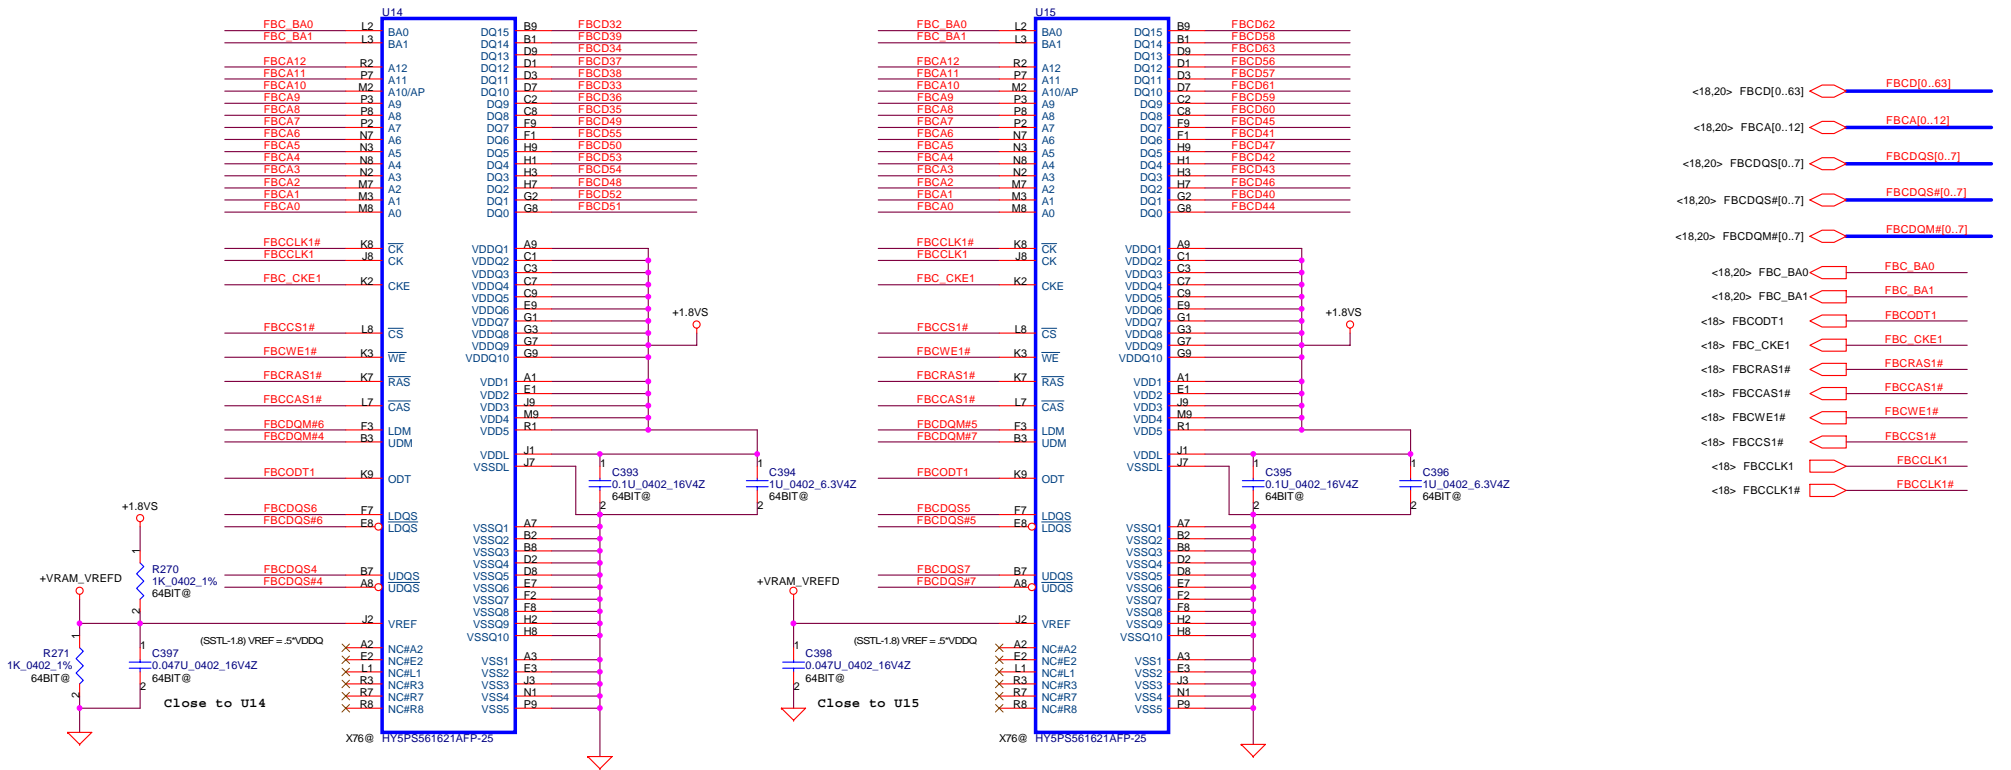 U14
FBC_BA0 L2 BA0 DQ15 B9 FBCD32
FBC_BA1 L3 BA1 DQ14 B1 FBCD39
DQ13 D9 FBCD34
FBCA12 R2 A12 DQ12 D1 FBCD37
FBCA11 P7 A11 DQ11 D3 FBCD38
FBCA10 M2 A10/AP DQ10 D7 FBCD33
FBCA9 P3 A9 DQ9 C2 FBCD36
FBCA8 P8 A8 DQ8 C8 FBCD35
FBCA7 P2 A7 DQ7 F9 FBCD49
FBCA6 N7 A6 DQ6 F1 FBCD55
FBCA5 N3 A5 DQ5 H9 FBCD50
FBCA4 N8 A4 DQ4 H1 FBCD53
FBCA3 N2 A3 DQ3 H3 FBCD54
FBCA2 M7 A2 DQ2 H7 FBCD48
FBCA1 M3 A1 DQ1 G2 FBCD52
FBCA0 M8 A0 DQ0 G8 FBCD51
FBCCLK1# K8 CK VDDQ1 A9
FBCCLK1 J8 CK VDDQ2 C1
VDDQ3 C3
FBC_CKE1 K2 CKE VDDQ4 C7
VDDQ5 C9
VDDQ6 E9
VDDQ7 G1
+1.8VS
FBCCS1# L8 CS VDDQ8 G3
VDDQ9 G7
FBCWE1# K3 WE VDDQ10 G9
FBCRAS1# K7 RAS VDD1 A1
VDD2 E1
FBCCAS1# L7 CAS VDD3 J9
VDD4 M9
FBCDQM#6 F3 LDM VDD5 R1
FBCDQM#4 B3 UDM
VDDL J1
VSSDL J7
FBCODT1 K9 ODT
1 C393 0.1U_0402_16V4Z 64BIT@ 2
1 C394 1U_0402_6.3V4Z 64BIT@ 2
FBCDQS6 F7 LDQS
FBCDQS#6 E8 LDQS VSSQ1 A7
VSSQ2 B2
VSSQ3 B8
VSSQ4 D2
FBCDQS4 B7 UDQS VSSQ5 D8
FBCDQS#4 A8 UDQS VSSQ6 E7
VSSQ7 F2
VSSQ8 F8
J2 VREF VSSQ9 H2
VSSQ10 H8
A2 NC#A2
E2 NC#E2 VSS1 A3
L1 NC#L1 VSS2 E3
R3 NC#R3 VSS3 J3
R7 NC#R7 VSS4 N1
R8 NC#R8 VSS5 P9
+1.8VS
1 R270 1K_0402_1% 64BIT@ 2
+VRAM_VREFD
(SSTL-1.8) VREF = .5*VDDQ
1 R271 1K_0402_1% 64BIT@ 2
1 C397 0.047U_0402_16V4Z 64BIT@ 2
Close to U14
X76@ HY5PS561621AFP-25
U15
FBC_BA0 L2 BA0 DQ15 B9 FBCD62
FBC_BA1 L3 BA1 DQ14 B1 FBCD58
DQ13 D9 FBCD63
FBCA12 R2 A12 DQ12 D1 FBCD56
FBCA11 P7 A11 DQ11 D3 FBCD57
FBCA10 M2 A10/AP DQ10 D7 FBCD61
FBCA9 P3 A9 DQ9 C2 FBCD59
FBCA8 P8 A8 DQ8 C8 FBCD60
FBCA7 P2 A7 DQ7 F9 FBCD45
FBCA6 N7 A6 DQ6 F1 FBCD41
FBCA5 N3 A5 DQ5 H9 FBCD47
FBCA4 N8 A4 DQ4 H1 FBCD42
FBCA3 N2 A3 DQ3 H3 FBCD43
FBCA2 M7 A2 DQ2 H7 FBCD46
FBCA1 M3 A1 DQ1 G2 FBCD40
FBCA0 M8 A0 DQ0 G8 FBCD44
FBCCLK1# K8 CK VDDQ1 A9
FBCCLK1 J8 CK VDDQ2 C1
VDDQ3 C3
FBC_CKE1 K2 CKE VDDQ4 C7
VDDQ5 C9
VDDQ6 E9
VDDQ7 G1
+1.8VS
FBCCS1# L8 CS VDDQ8 G3
VDDQ9 G7
FBCWE1# K3 WE VDDQ10 G9
FBCRAS1# K7 RAS VDD1 A1
VDD2 E1
FBCCAS1# L7 CAS VDD3 J9
VDD4 M9
FBCDQM#5 F3 LDM VDD5 R1
FBCDQM#7 B3 UDM
VDDL J1
VSSDL J7
FBCODT1 K9 ODT
1 C395 0.1U_0402_16V4Z 64BIT@ 2
1 C396 1U_0402_6.3V4Z 64BIT@ 2
FBCDQS5 F7 LDQS
FBCDQS#5 E8 LDQS VSSQ1 A7
VSSQ2 B2
VSSQ3 B8
VSSQ4 D2
FBCDQS7 B7 UDQS VSSQ5 D8
FBCDQS#7 A8 UDQS VSSQ6 E7
VSSQ7 F2
VSSQ8 F8
J2 VREF VSSQ9 H2
VSSQ10 H8
A2 NC#A2
E2 NC#E2 VSS1 A3
L1 NC#L1 VSS2 E3
R3 NC#R3 VSS3 J3
R7 NC#R7 VSS4 N1
R8 NC#R8 VSS5 P9
+VRAM_VREFD
(SSTL-1.8) VREF = .5*VDDQ
1 C398 0.047U_0402_16V4Z 64BIT@ 2
Close to U15
X76@ HY5PS561621AFP-25
<18,20> FBCD[0..63] FBCD[0..63]
<18,20> FBCA[0..12] FBCA[0..12]
<18,20> FBCDQS[0..7] FBCDQS[0..7]
<18,20> FBCDQS#[0..7] FBCDQS#[0..7]
<18,20> FBCDQM#[0..7] FBCDQM#[0..7]
<18,20> FBC_BA0 FBC_BA0
<18,20> FBC_BA1 FBC_BA1
<18> FBCODT1 FBCODT1
<18> FBC_CKE1 FBC_CKE1
<18> FBCRAS1# FBCRAS1#
<18> FBCCAS1# FBCCAS1#
<18> FBCWE1# FBCWE1#
<18> FBCCS1# FBCCS1#
<18> FBCCLK1 FBCCLK1
<18> FBCCLK1# FBCCLK1#